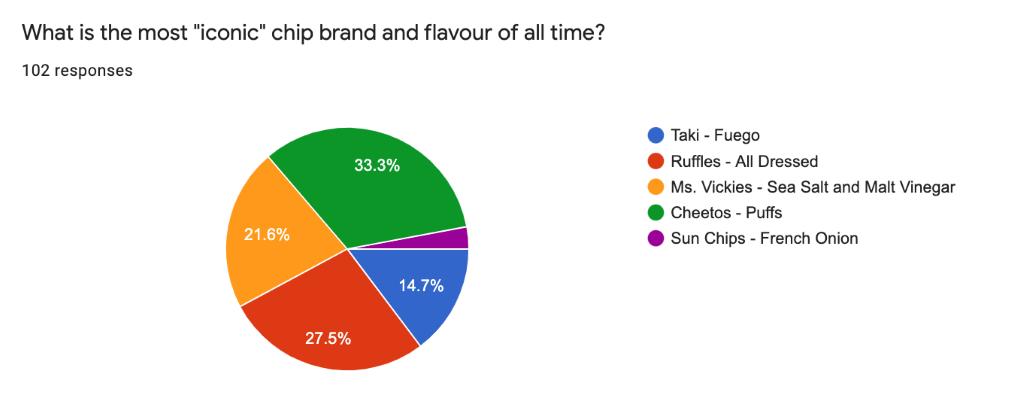 What is the most "iconic" chip brand and flavour of all time?
102 responses
33.3%
21.6%
14.7%
27.5%
Taki - Fuego
Ruffles - All Dressed
Ms. Vickies - Sea Salt and Malt Vinegar
Cheetos - Puffs
Sun Chips - French Onion